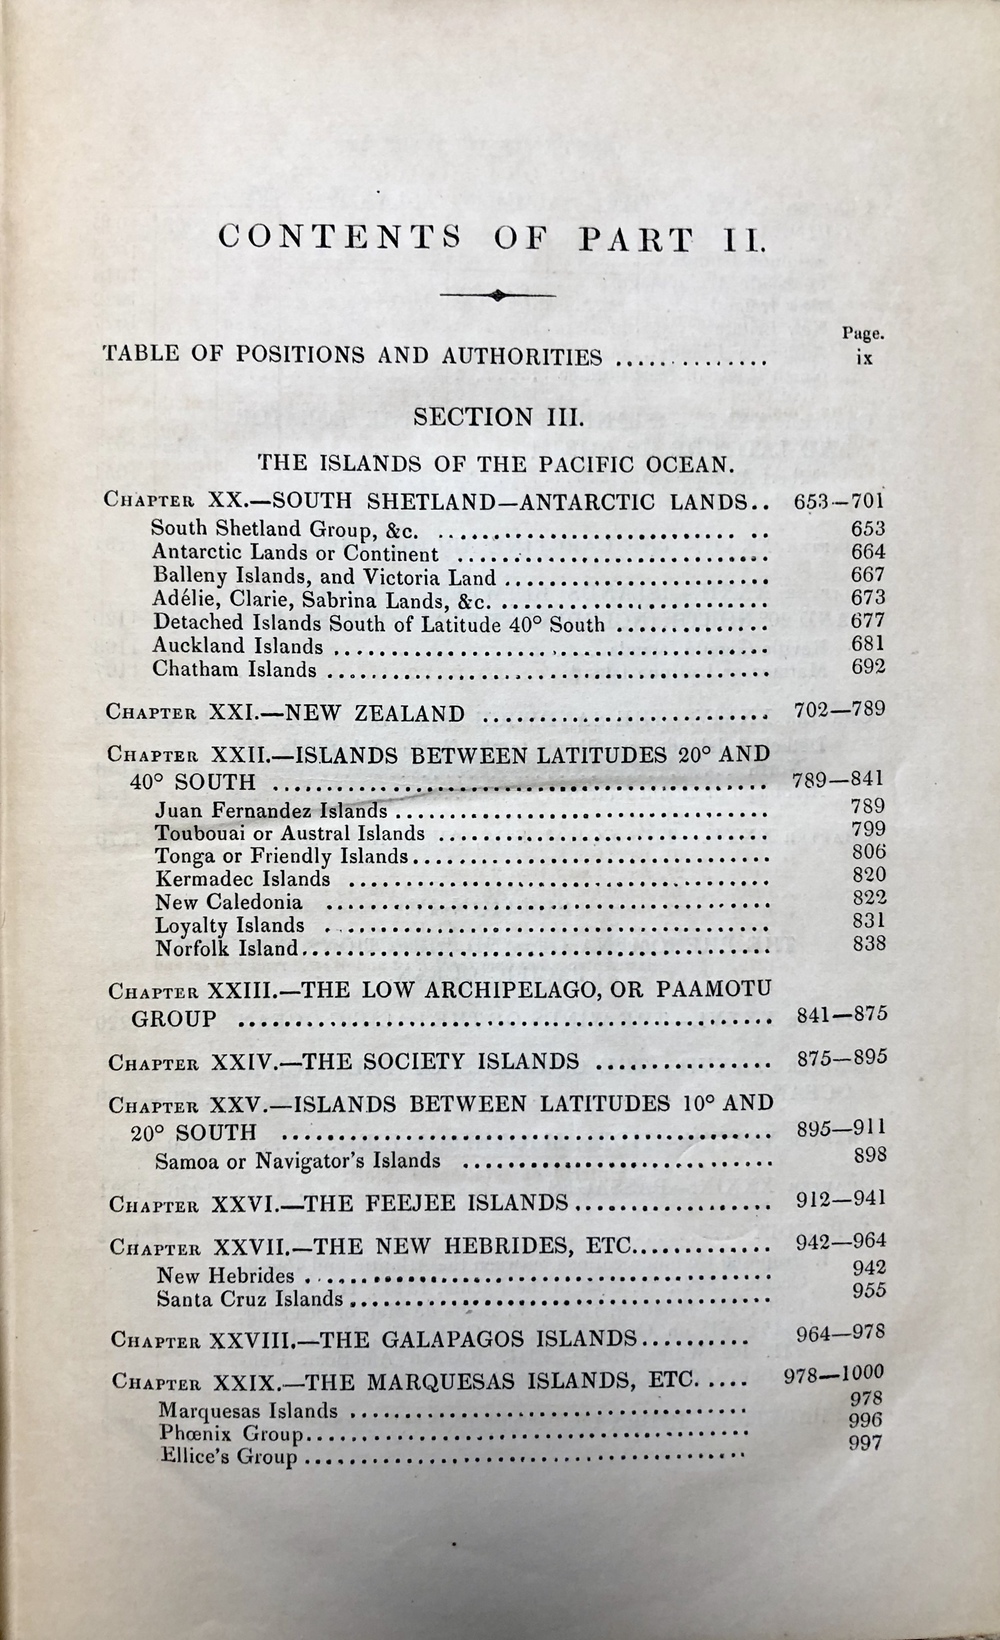 CONTENTS OF PART II.
Page.
TABLE OF POSITIONS AND AUTHORITIES .............. ix
SECTION III.
THE ISLANDS OF THE PACIFIC OCEAN.
CHAPTER XX.—SOUTH SHETLAND—ANTARCTIC LANDS.. 653—701
South Shetland Group, &c. ............................ 653
Antarctic Lands or Continent ............................ 664
Balleny Islands, and Victoria Land ........................ 667
Adélie, Clarie, Sabrina Lands, &c. ........................ 673
Detached Islands South of Latitude 40° South .............. 677
Auckland Islands ....................................... 681
Chatham Islands ....................................... 692
CHAPTER XXI.—NEW ZEALAND .......................... 702—789
CHAPTER XXII.—ISLANDS BETWEEN LATITUDES 20° AND
40° SOUTH ............................................ 789—841
Juan Fernandez Islands .................................. 789
Toubouai or Austral Islands .............................. 799
Tonga or Friendly Islands................................ 806
Kermadec Islands ...................................... 820
New Caledonia ........................................ 822
Loyalty Islands ........................................ 831
Norfolk Island.......................................... 838
CHAPTER XXIII.—THE LOW ARCHIPELAGO, OR PAAMOTU
GROUP ................................................ 841—875
CHAPTER XXIV.—THE SOCIETY ISLANDS ................ 875—895
CHAPTER XXV.—ISLANDS BETWEEN LATITUDES 10° AND
20° SOUTH ............................................ 895—911
Samoa or Navigator's Islands ............................ 898
CHAPTER XXVI.—THE FEEJEE ISLANDS.................. 912—941
CHAPTER XXVII.—THE NEW HEBRIDES, ETC............. 942—964
New Hebrides .......................................... 942
Santa Cruz Islands ...................................... 955
CHAPTER XXVIII.—THE GALAPAGOS ISLANDS.......... 964—978
CHAPTER XXIX.—THE MARQUESAS ISLANDS, ETC. ..... 978—1000
Marquesas Islands ...................................... 978
Phœnix Group.......................................... 996
Ellice's Group .......................................... 997